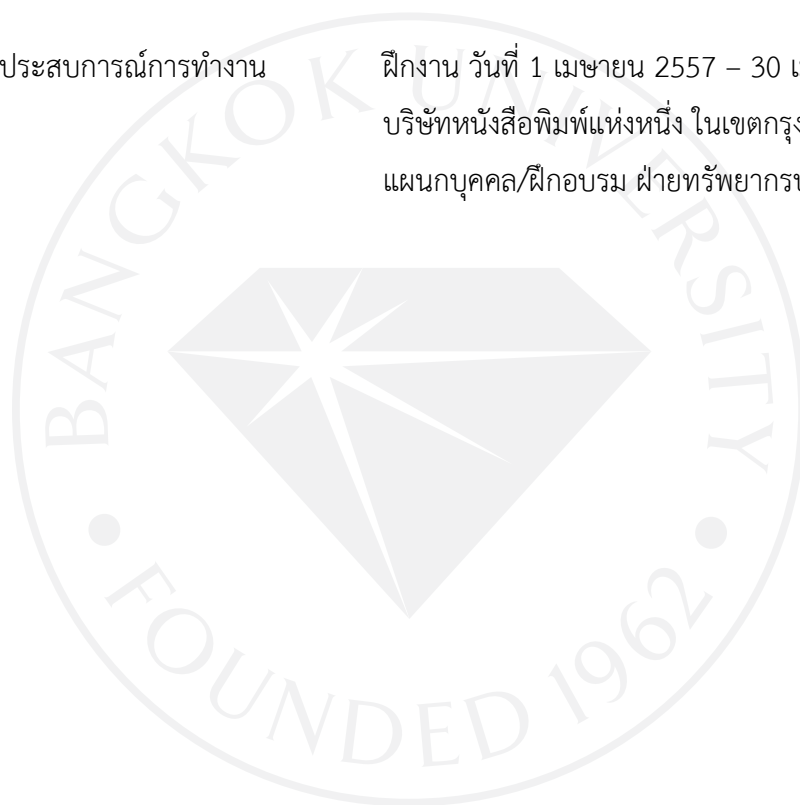 ประสบการณ์การทำงาน ฝึกงาน วันที่ 1 เมษายน 2557 – 30
บริษัทหนังสือพิมพ์แห่งหนึ่ง ในเขตกรุง
แผนกบุคคล/ฝึกอบรม ฝ่ายทรัพยากร
BANGKOK UNIVERSITY
FOUNDED 1962